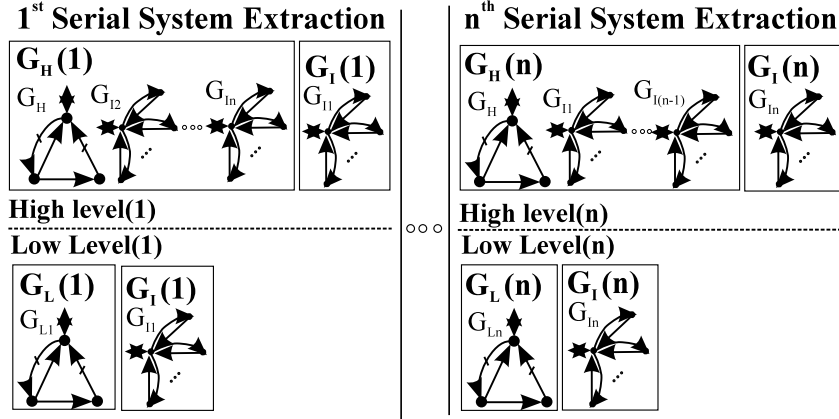 1st Serial System Extraction
GH(1)
GI(1)
GH
GI2
GIn
GI1
High level(1)
Low Level(1)
GL(1)
GI(1)
GL1
GI1
nth Serial System Extraction
GH(n)
GI(n)
GH
GI1
GI(n-1)
GIn
High level(n)
Low Level(n)
GL(n)
GI(n)
GLn
GIn